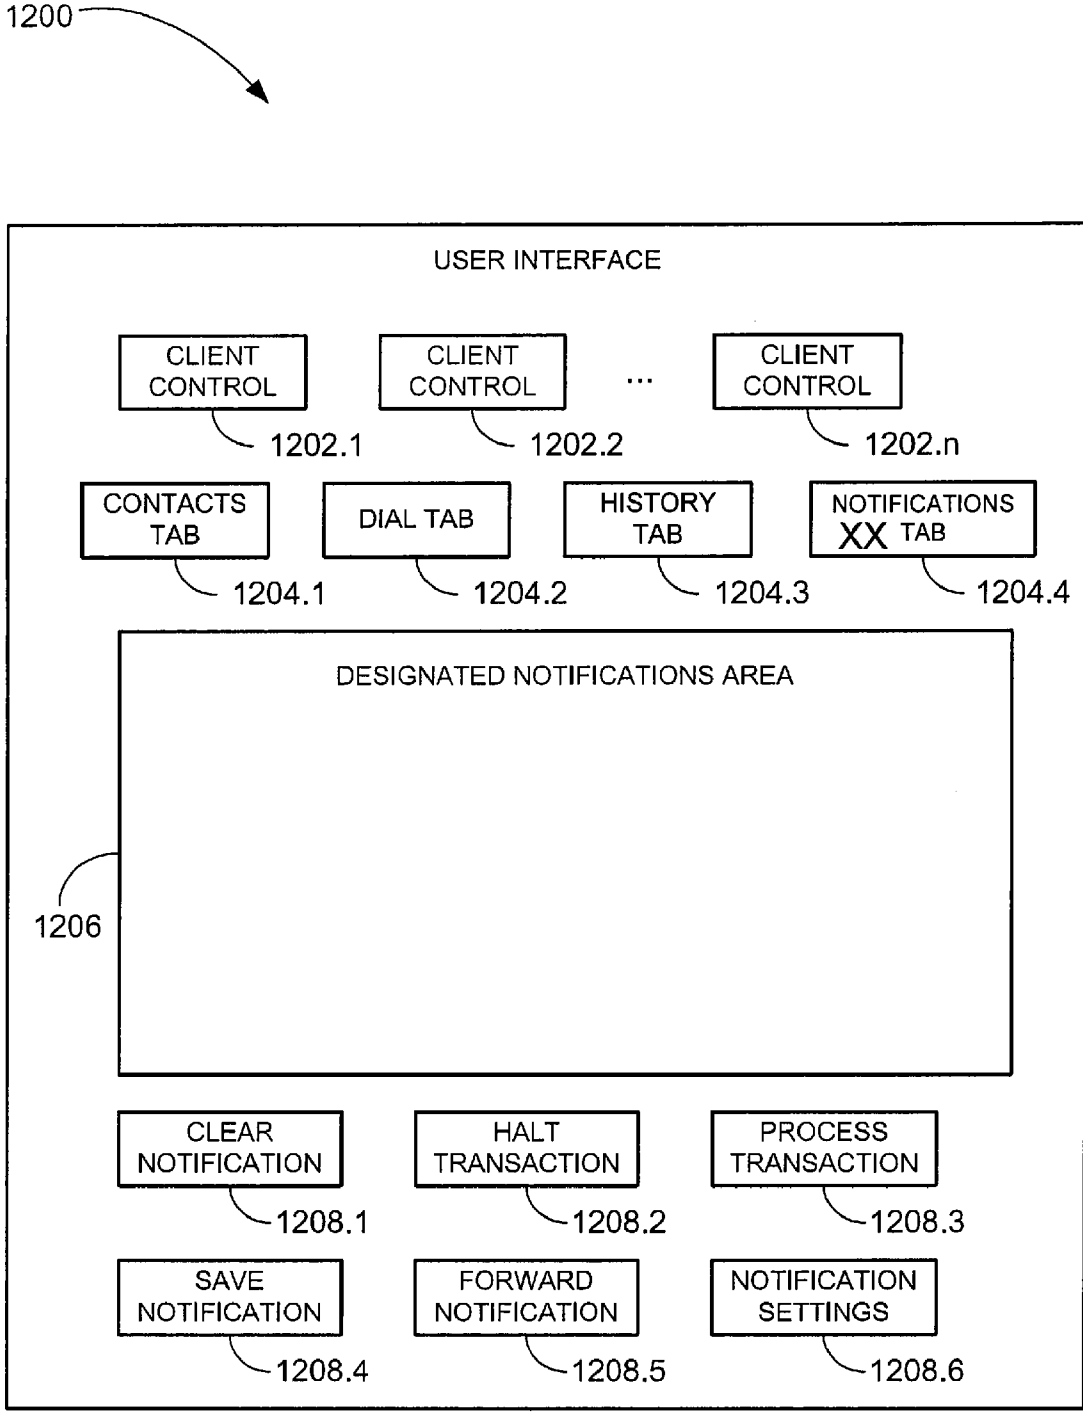 1200
USER INTERFACE
CLIENT
CONTROL
CLIENT
CONTROL
...
CLIENT
CONTROL
1202.1
1202.2
1202.n
CONTACTS
TAB
DIAL TAB
HISTORY
TAB
NOTIFICATIONS
XX TAB
1204.1
1204.2
1204.3
1204.4
DESIGNATED NOTIFICATIONS AREA
1206
CLEAR
NOTIFICATION
HALT
TRANSACTION
PROCESS
TRANSACTION
1208.1
1208.2
1208.3
SAVE
NOTIFICATION
FORWARD
NOTIFICATION
NOTIFICATION
SETTINGS
1208.4
1208.5
1208.6